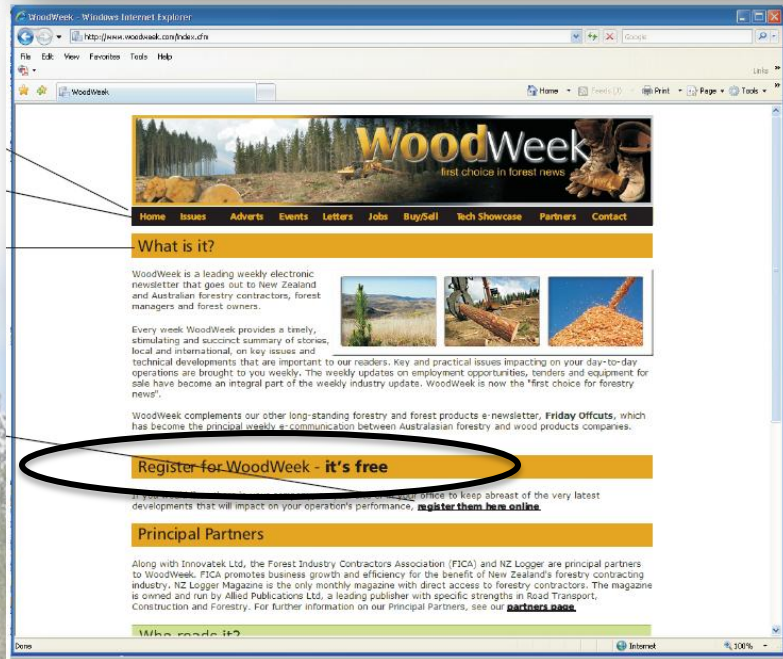 WoodWeek - Windows Internet Explorer
http://www.woodweek.com/index.cfm
Google
File Edit View Favorites Tools Help
Links
WoodWeek
Home Feeds Print Page Tools
WoodWeek
first choice in forest news
Home Issues Adverts Events Letters Jobs Buy/Sell Tech Showcase Partners Contact
What is it?
WoodWeek is a leading weekly electronic
newsletter that goes out to New Zealand
and Australian forestry contractors, forest
managers and forest owners.
Every week WoodWeek provides a timely,
stimulating and succinct summary of stories,
local and international, on key issues and
technical developments that are important to our readers. Key and practical issues impacting on your day-to-day
operations are brought to you weekly. The weekly updates on employment opportunities, tenders and equipment for
sale have become an integral part of the weekly industry update. WoodWeek is now the "first choice for forestry
news".
WoodWeek complements our other long-standing forestry and forest products e-newsletter, Friday Offcuts, which
has become the principal weekly e-communication between Australasian forestry and wood products companies.
Register for WoodWeek - it's free
If you office to keep abreast of the very latest
developments that will impact on your operation's performance, register them here online
Principal Partners
Along with Innovatek Ltd, the Forest Industry Contractors Association (FICA) and NZ Logger are principal partners
to WoodWeek. FICA promotes business growth and efficiency for the benefit of New Zealand's forestry contracting
industry. NZ Logger Magazine is the only monthly magazine with direct access to forestry contractors. The magazine
is owned and run by Allied Publications Ltd, a leading publisher with specific strengths in Road Transport,
Construction and Forestry. For further information on our Principal Partners, see our partners page
Who reads it?
Done Internet 100%